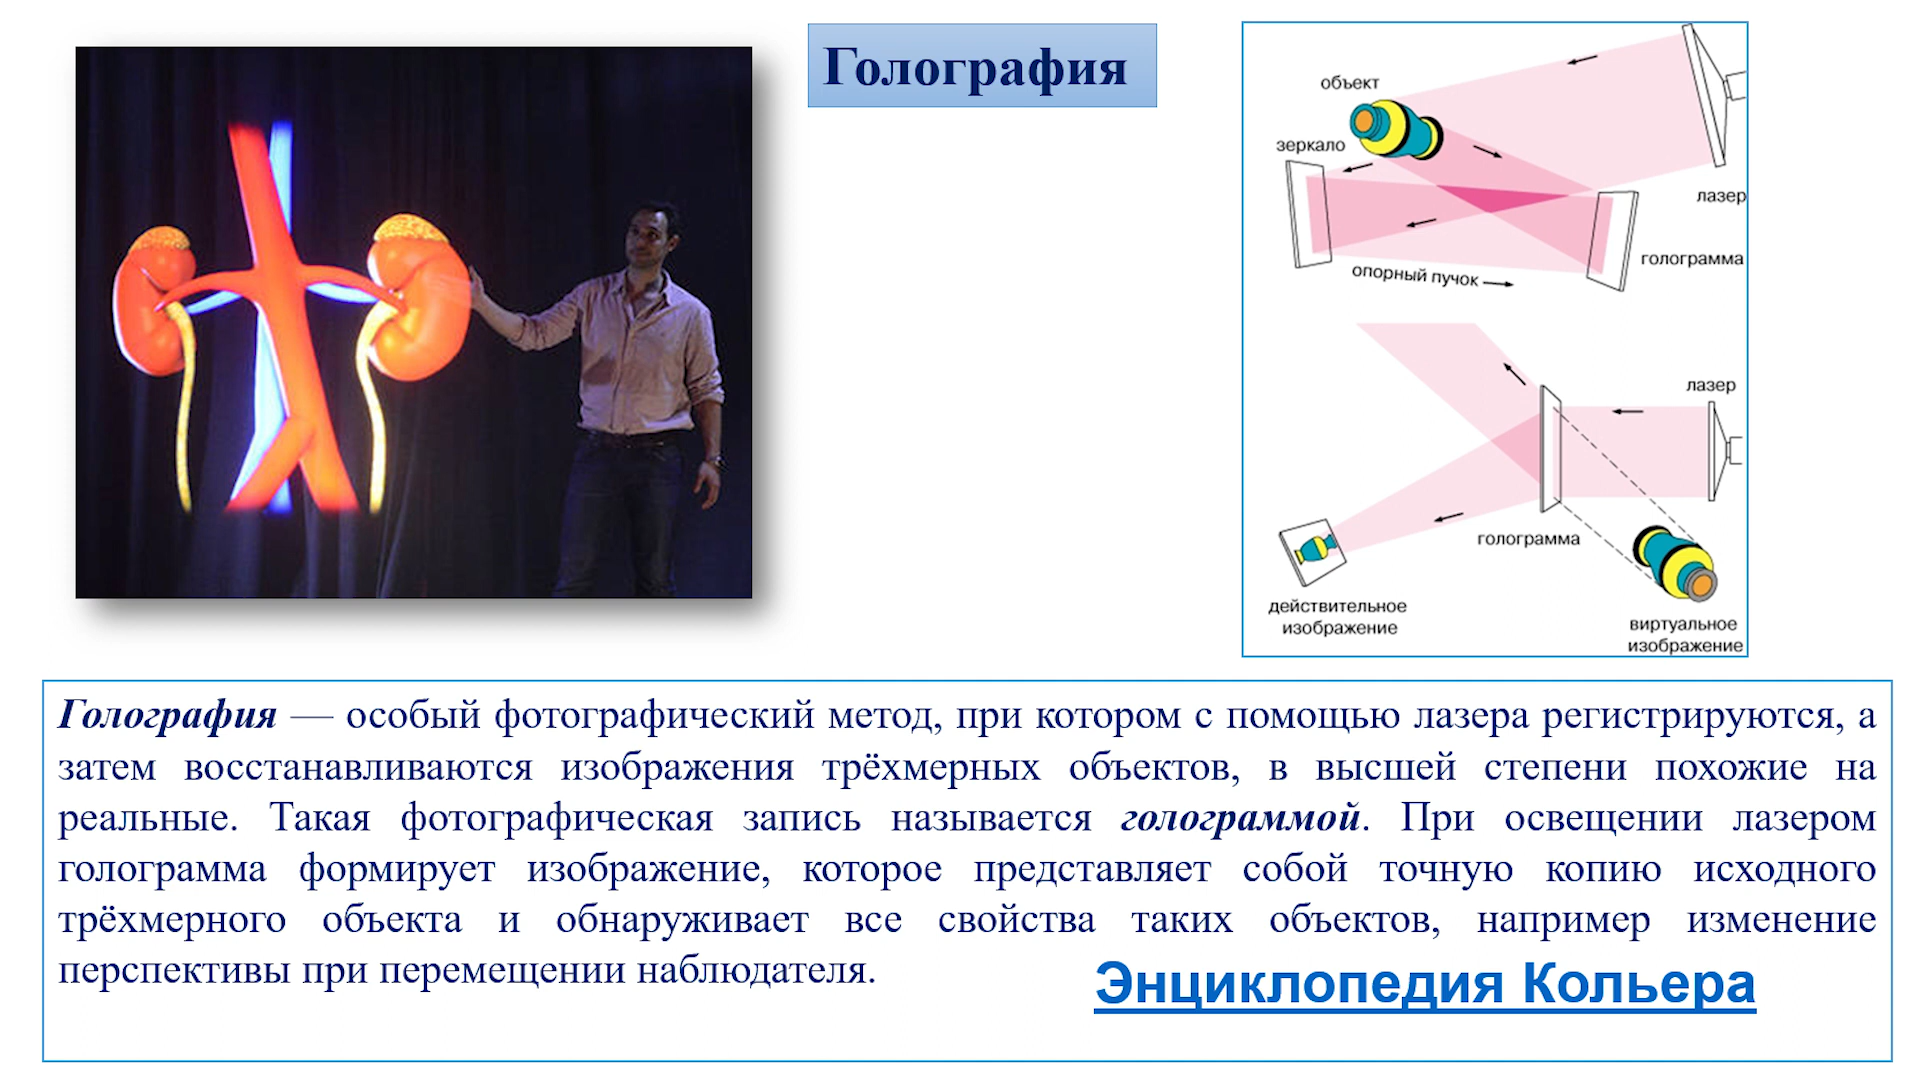 Голография
объект
зеркало
лазер
голограмма
опорный пучок
лазер
голограмма
действительное
изображение
виртуальное
изображение
Голография — особый фотографический метод, при котором с помощью лазера регистрируются, а
затем восстанавливаются изображения трёхмерных объектов, в высшей степени похожие на
реальные. Такая фотографическая запись называется голограммой. При освещении лазером
голограмма формирует изображение, которое представляет собой точную копию исходного
трёхмерного объекта и обнаруживает все свойства таких объектов, например изменение
перспективы при перемещении наблюдателя.
Энциклопедия Кольера